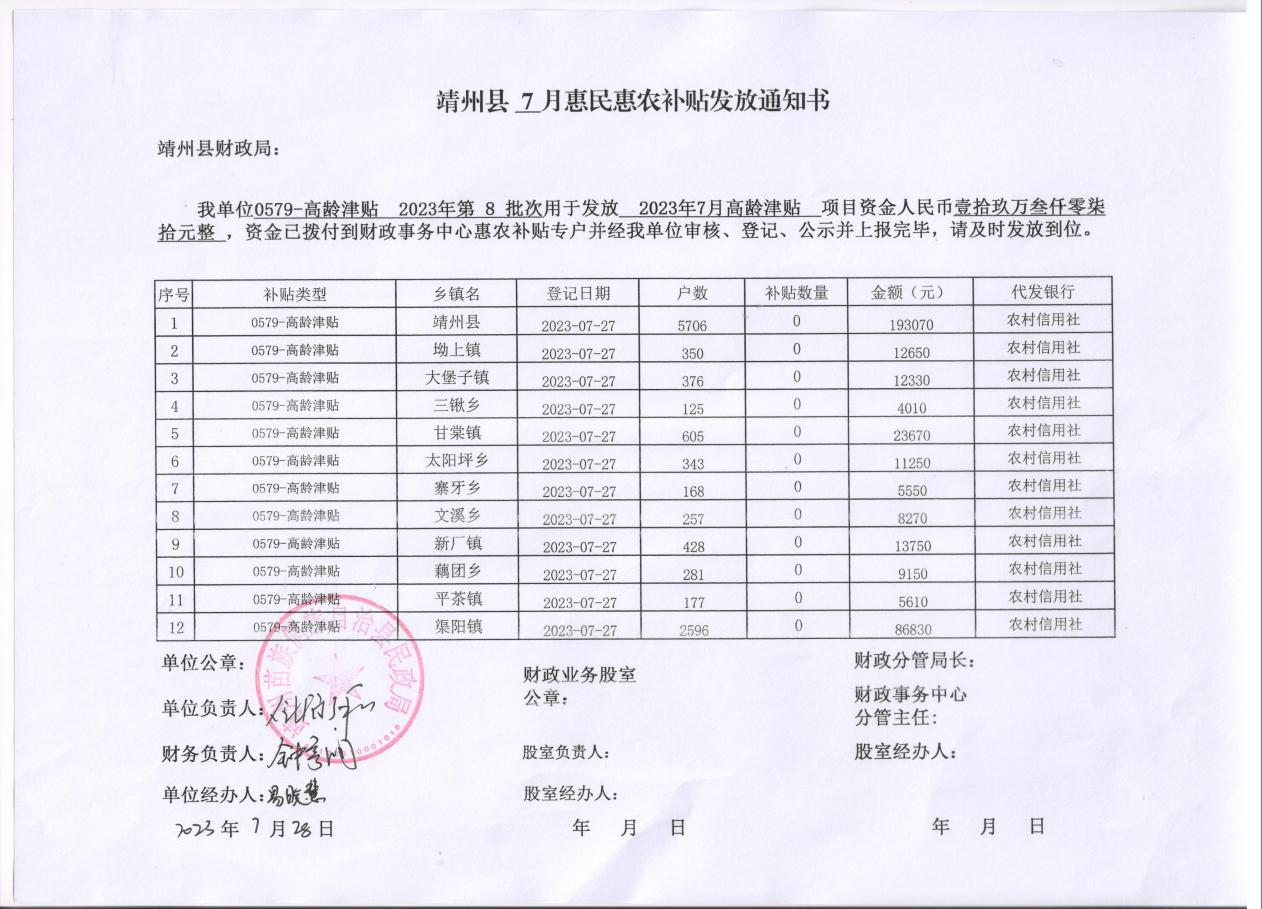 靖州县 7 月惠民惠农补贴发放通知书
靖州县财政局：
我单位0579-高龄津贴 2023年第 8 批次用于发放 2023年7月高龄津贴 项目资金人民币壹拾玖万叁仟零柒
拾元整 ，资金已拨付到财政事务中心惠农补贴专户并经我单位审核、登记、公示并上报完毕，请及时发放到位。
序号 补贴类型 乡镇名 登记日期 户数 补贴数量 金额（元） 代发银行
1 0579-高龄津贴 靖州县 2023-07-27 5706 0 193070 农村信用社
2 0579-高龄津贴 坳上镇 2023-07-27 350 0 12650 农村信用社
3 0579-高龄津贴 大堡子镇 2023-07-27 376 0 12330 农村信用社
4 0579-高龄津贴 三锹乡 2023-07-27 125 0 4010 农村信用社
5 0579-高龄津贴 甘棠镇 2023-07-27 605 0 23670 农村信用社
6 0579-高龄津贴 太阳坪乡 2023-07-27 343 0 11250 农村信用社
7 0579-高龄津贴 寨牙乡 2023-07-27 168 0 5550 农村信用社
8 0579-高龄津贴 文溪乡 2023-07-27 257 0 8270 农村信用社
9 0579-高龄津贴 新厂镇 2023-07-27 428 0 13750 农村信用社
10 0579-高龄津贴 藕团乡 2023-07-27 281 0 9150 农村信用社
11 0579-高龄津贴 平茶镇 2023-07-27 177 0 5610 农村信用社
12 0579-高龄津贴 渠阳镇 2023-07-27 2596 0 86830 农村信用社
单位公章： 财政业务股室 财政分管局长：
公章： 财政事务中心
单位负责人： 分管主任：
财务负责人： 股室负责人： 股室经办人：
单位经办人： 股室经办人：
2023 年 7 月 28 日 年 月 日 年 月 日